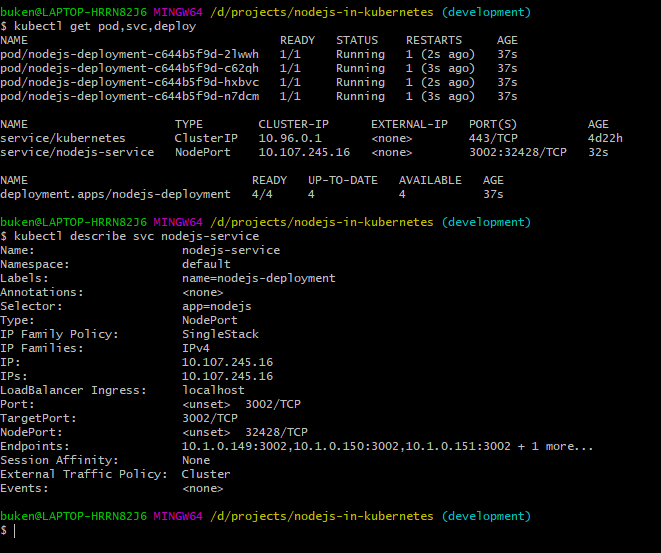 buken@LAPTOP-HRRN82J6 MINGW64 /d/projects/nodejs-in-kubernetes (development)
$ kubectl get pod,svc,deploy
NAME                                    READY   STATUS    RESTARTS     AGE
pod/nodejs-deployment-c644b5f9d-2lwwh   1/1     Running   1 (2s ago)   37s
pod/nodejs-deployment-c644b5f9d-c62qh   1/1     Running   1 (3s ago)   37s
pod/nodejs-deployment-c644b5f9d-hxbvc   1/1     Running   1 (2s ago)   37s
pod/nodejs-deployment-c644b5f9d-n7dcm   1/1     Running   1 (3s ago)   37s
NAME                     TYPE        CLUSTER-IP      EXTERNAL-IP   PORT(S)          AGE
service/kubernetes       ClusterIP   10.96.0.1       <none>        443/TCP          4d22h
service/nodejs-service   NodePort    10.107.245.16   <none>        3002:32428/TCP   32s
NAME                                READY   UP-TO-DATE   AVAILABLE   AGE
deployment.apps/nodejs-deployment   4/4     4            4           37s
buken@LAPTOP-HRRN82J6 MINGW64 /d/projects/nodejs-in-kubernetes (development)
$ kubectl describe svc nodejs-service
Name:                     nodejs-service
Namespace:                default
Labels:                   name=nodejs-deployment
Annotations:              <none>
Selector:                 app=nodejs
Type:                     NodePort
IP Family Policy:         SingleStack
IP Families:              IPv4
IP:                       10.107.245.16
IPs:                      10.107.245.16
LoadBalancer Ingress:     localhost
Port:                     <unset>  3002/TCP
TargetPort:               3002/TCP
NodePort:                 <unset>  32428/TCP
Endpoints:                10.1.0.149:3002,10.1.0.150:3002,10.1.0.151:3002 + 1 more...
Session Affinity:         None
External Traffic Policy:  Cluster
Events:                   <none>
buken@LAPTOP-HRRN82J6 MINGW64 /d/projects/nodejs-in-kubernetes (development)
$